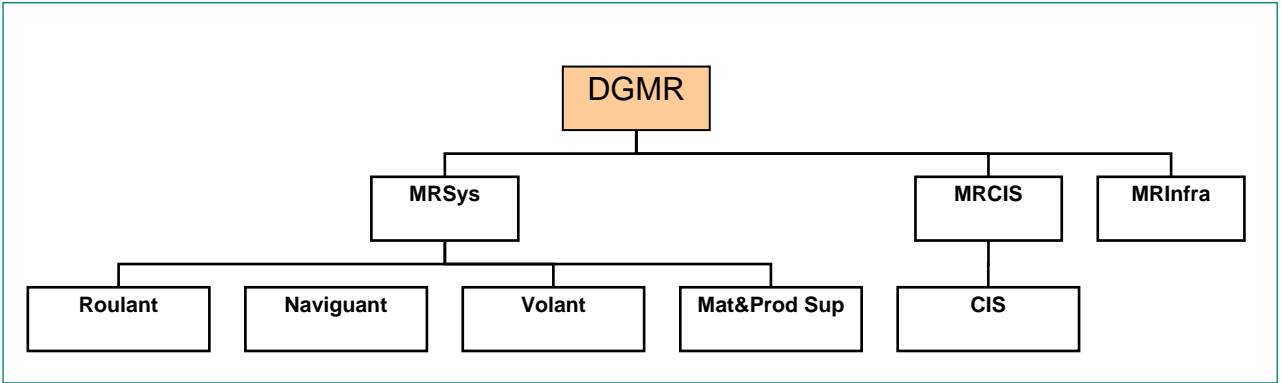 DGMR
MRSys
MRCIS
MRInfra
Roulant
Naviguant
Volant
Mat&Prod Sup
CIS